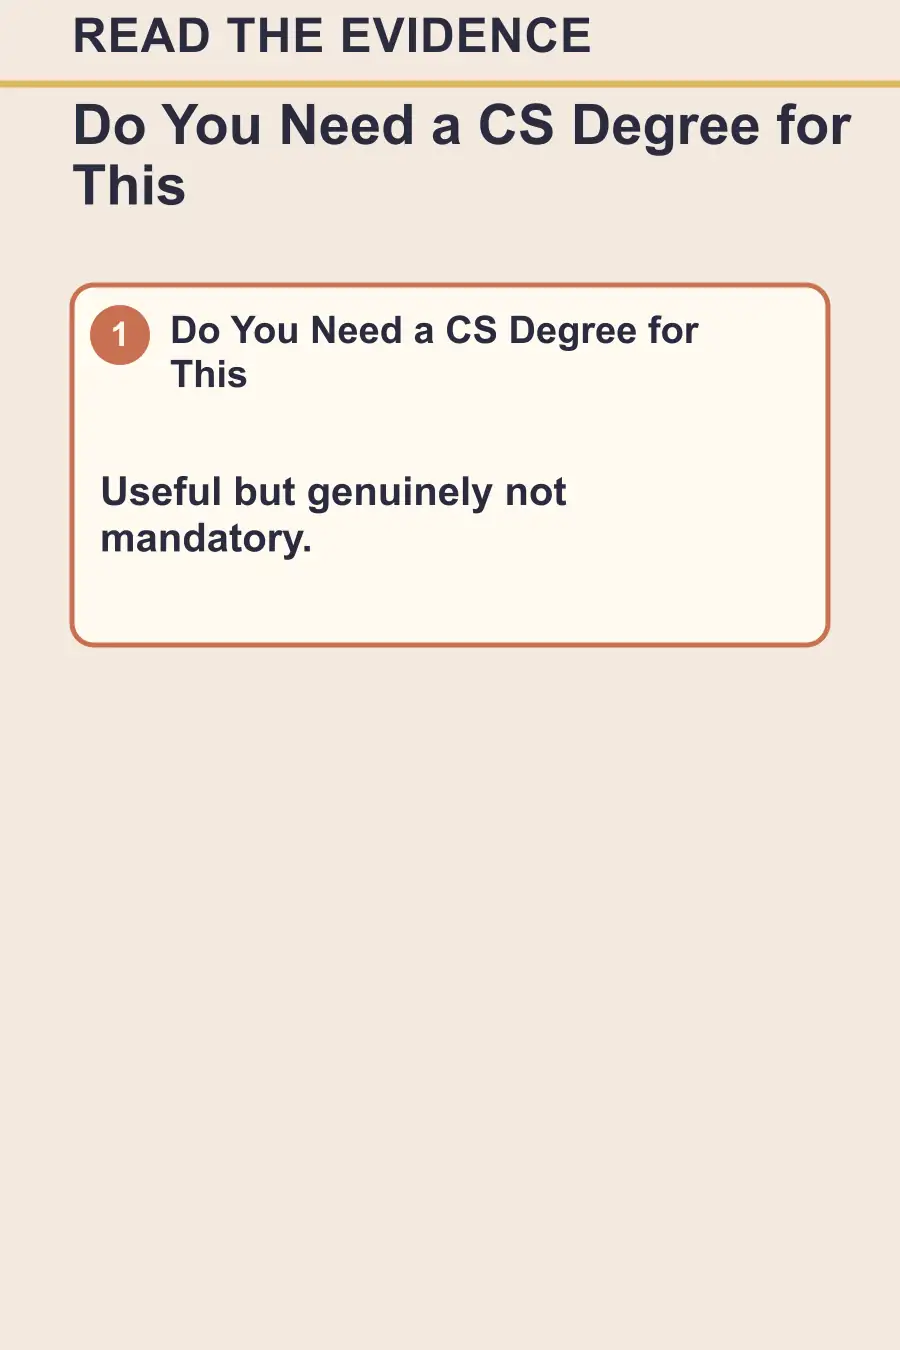 READ THE EVIDENCE
Do You Need a CS Degree for
This
1
Do You Need a CS Degree for
This
Useful but genuinely not
mandatory.